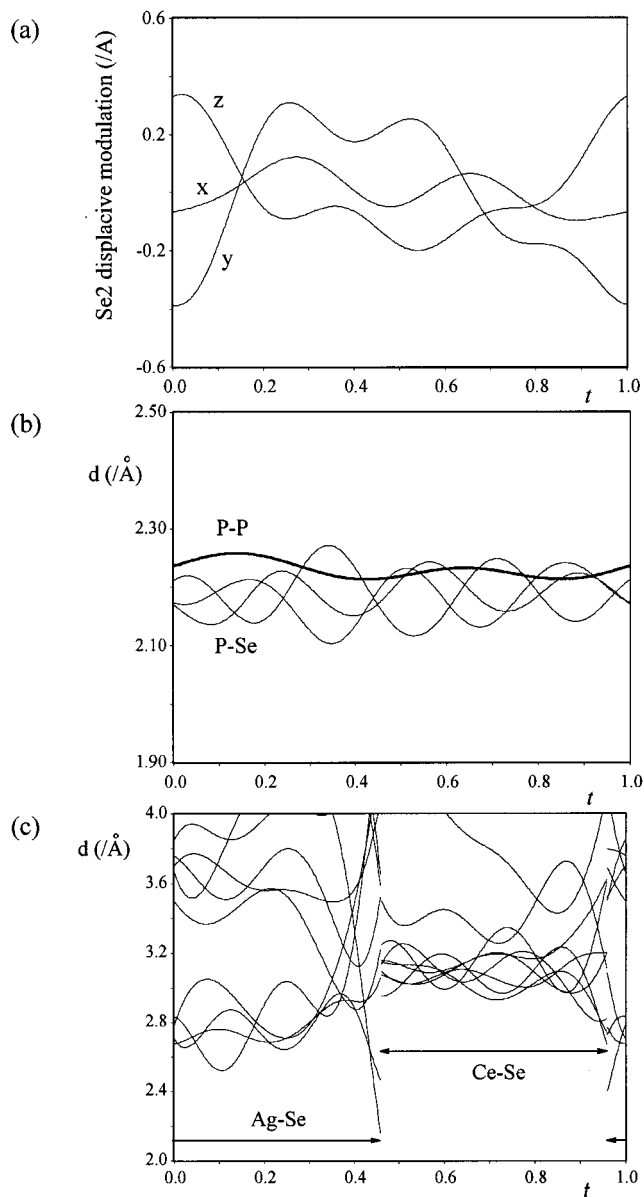 (a)
Se2 displacive modulation (/A)
0.6
0.2
-0.2
-0.6
z
x
y
0.0 0.2 0.4 0.6 0.8 1.0
t
(b)
d (/Å)
2.50
2.30
2.10
1.90
P-P
P-Se
0.0 0.2 0.4 0.6 0.8 1.0
t
(c)
d (/Å)
4.0
3.6
3.2
2.8
2.4
2.0
Ce-Se
Ag-Se
0.0 0.2 0.4 0.6 0.8 1.0
t